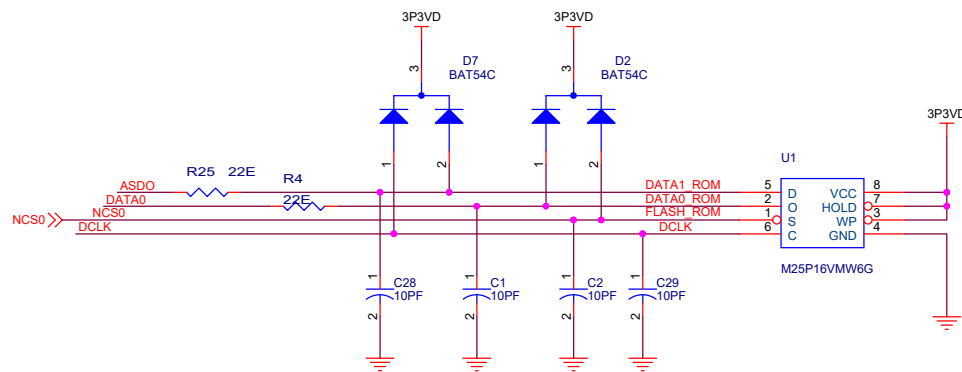 3P3VD 3P3VD
D7 D2
BAT54C BAT54C
3 3
3P3VD
1 2 1 2
U1
R25 22E R4
ASDO DATA1_ROM 5 D VCC 8
DATA0 22E DATA0_ROM 2 O HOLD 7
NCS0 NCS0 FLASH_ROM 1 S WP 3
DCLK DCLK 6 C GND 4
M25P16VMW6G
1 C28 1 C1 1 C2 1 C29
10PF 10PF 10PF 10PF
2 2 2 2